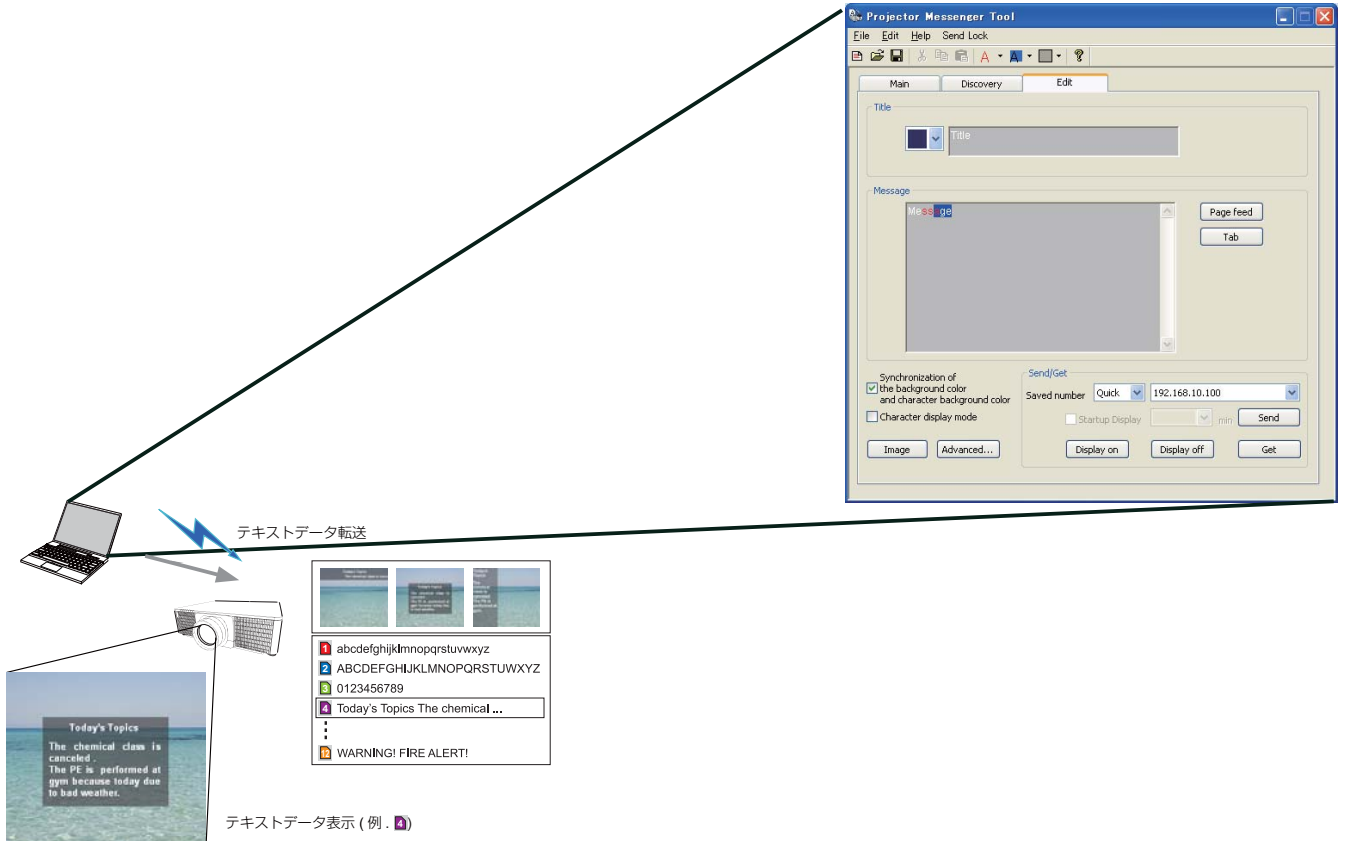 Projector Messenger Tool
File Edit Help Send Lock
Main Discovery Edit
Title
Title
Message
Message
Page feed
Tab
Synchronization of
the background color
and character background color
Character display mode
Image Advanced...
Send/Get
Saved number Quick 192.168.10.100
Startup Display min Send
Display on Display off Get
テキストデータ転送
1 abcdefghijklmnopqrstuvwxyz
2 ABCDEFGHIJKLMNOPQRSTUWXYZ
3 0123456789
4 Today's Topics The chemical ...
12 WARNING! FIRE ALERT!
Today's Topics
The chemical class is
canceled .
The PE is performed at
gym because today due
to bad weather.
テキストデータ表示 ( 例 . 4)